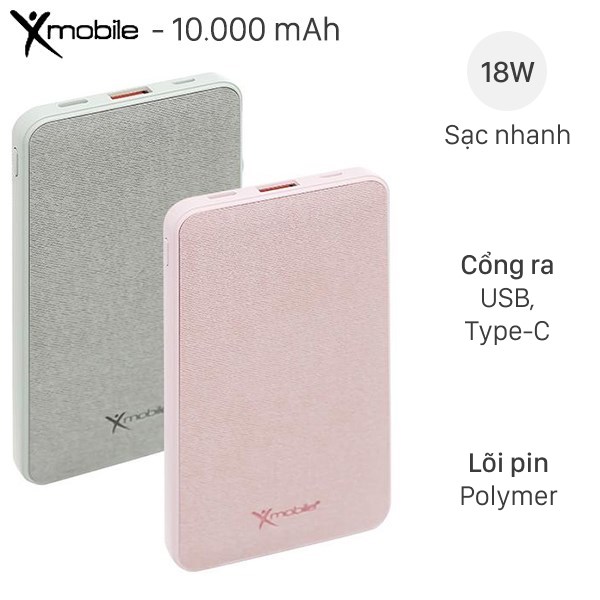 Xmobile - 10.000 mAh
18W
Sạc nhanh
Cổng ra
USB,
Type-C
Lõi pin
Polymer
Xmobile
Xmobile